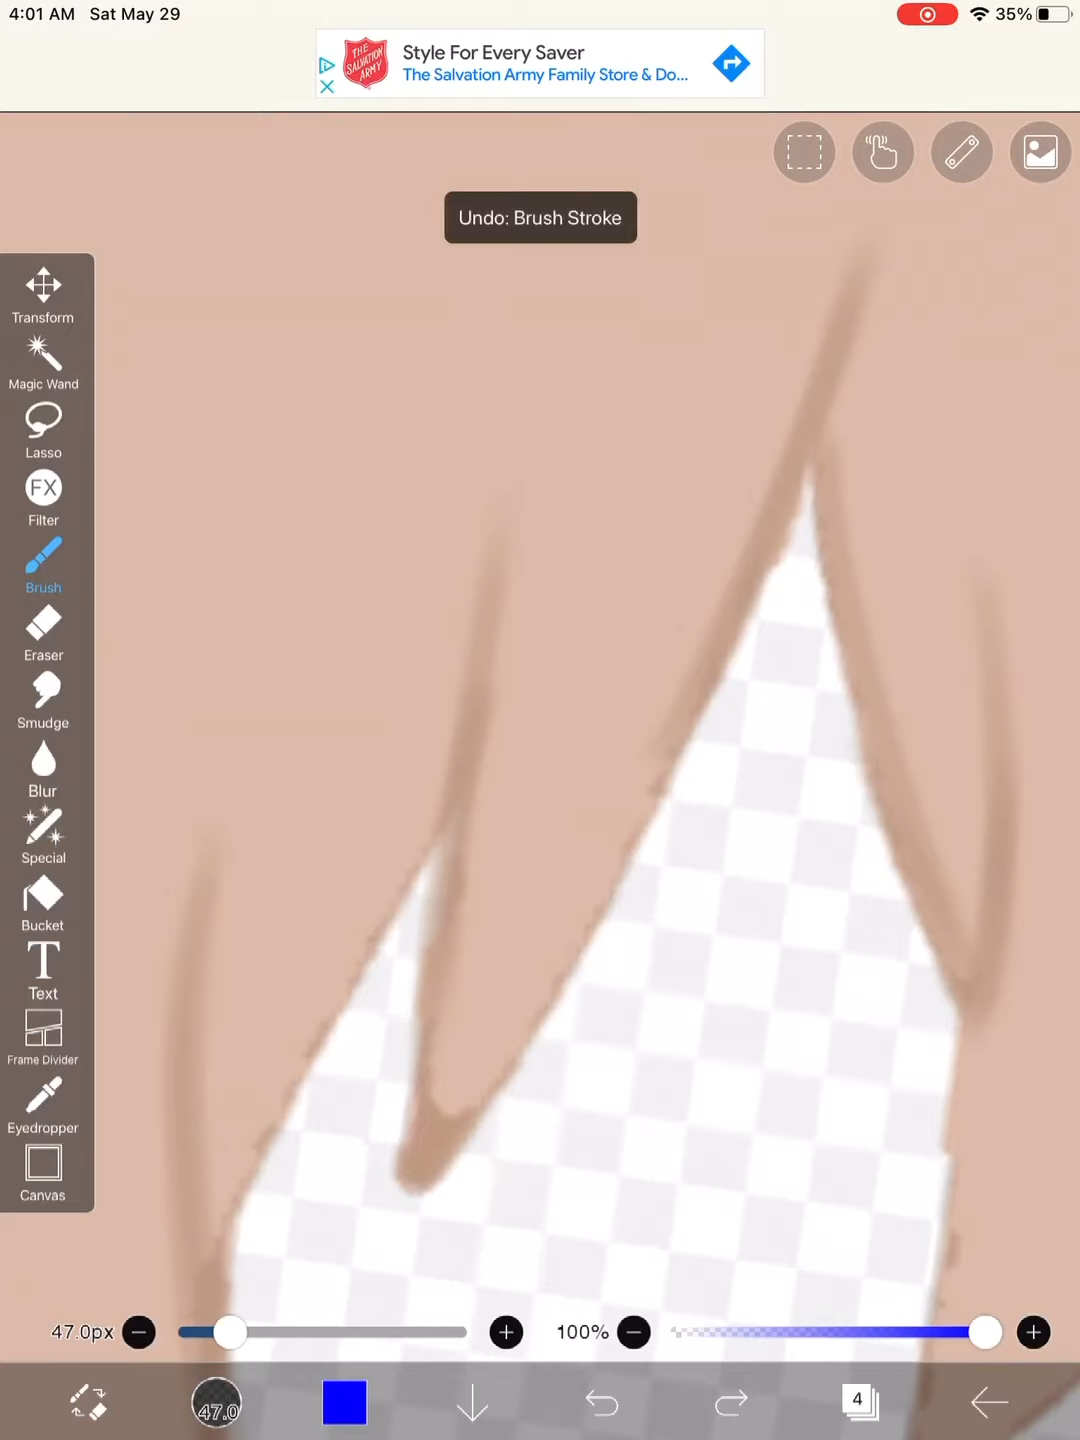 4:01 AM Sat May 29
35%
THE SALVATION ARMY
Style For Every Saver
The Salvation Army Family Store & Do...
Undo: Brush Stroke
Transform
Magic Wand
Lasso
FX
Filter
Brush
Eraser
Smudge
Blur
Special
Bucket
T
Text
Frame Divider
Eyedropper
Canvas
47.0px
100%
47.0
4